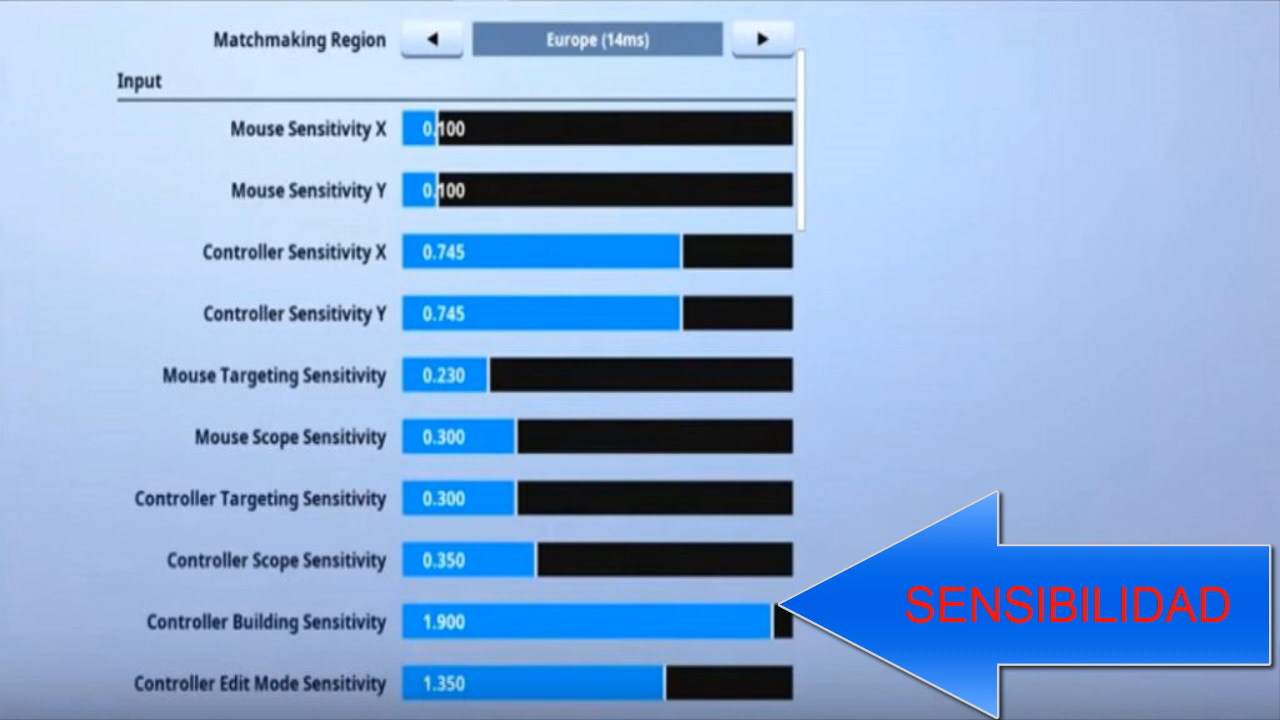 Matchmaking Region Europe (14ms)
Input
Mouse Sensitivity X 0.100
Mouse Sensitivity Y 0.100
Controller Sensitivity X 0.745
Controller Sensitivity Y 0.745
Mouse Targeting Sensitivity 0.230
Mouse Scope Sensitivity 0.300
Controller Targeting Sensitivity 0.300
Controller Scope Sensitivity 0.350
SENSIBILIDAD
Controller Building Sensitivity 1.900
Controller Edit Mode Sensitivity 1.350